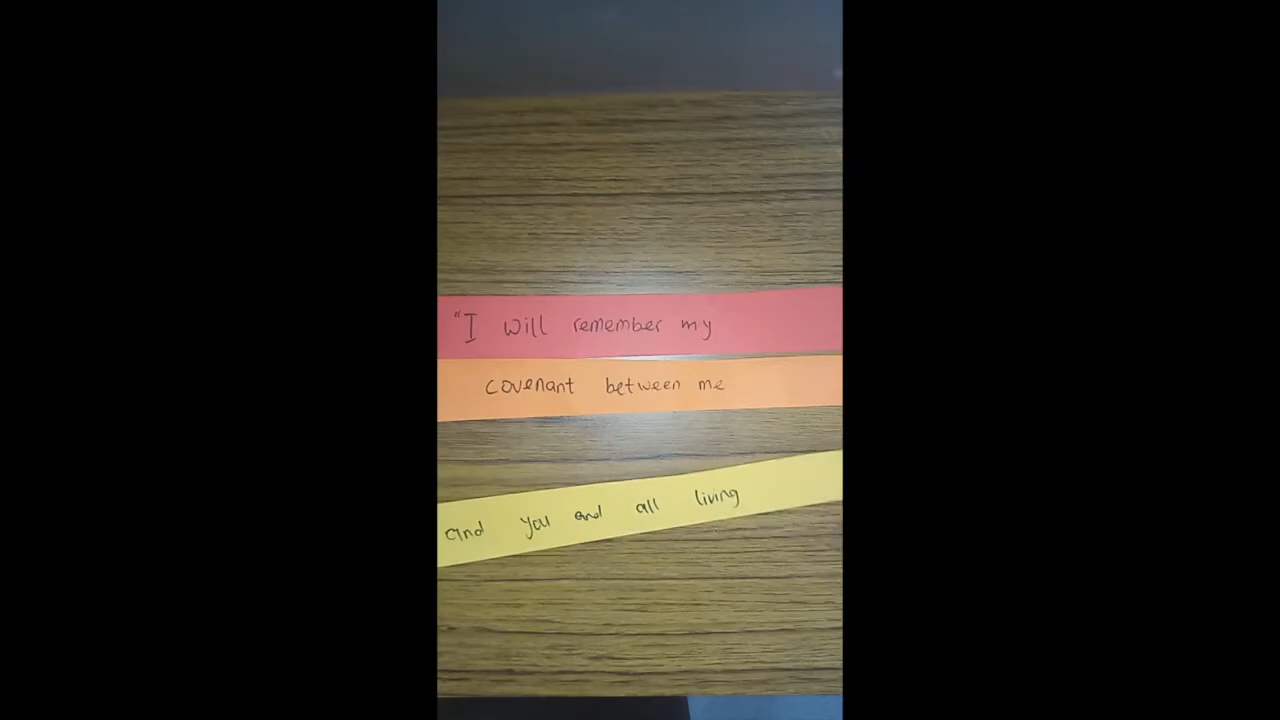 "I will remember my
covenant between me
and you and all living